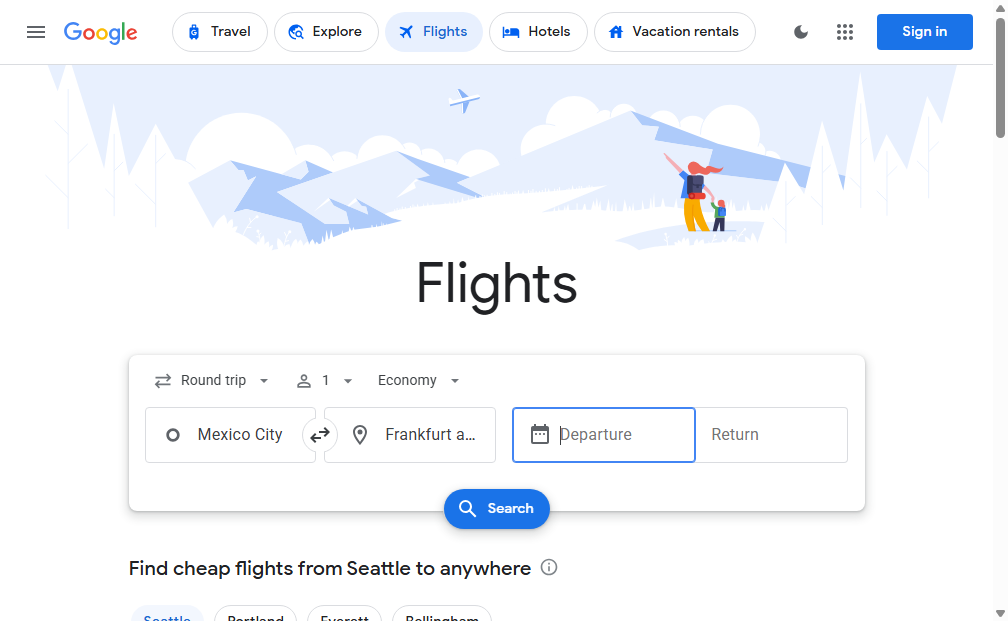 Google
Travel
Explore
Flights
Hotels
Vacation rentals
Sign in
Flights
Round trip
1
Economy
Mexico City
Frankfurt a...
Departure
Return
Search
Find cheap flights from Seattle to anywhere
Seattle
Portland
Everett
Bellingham